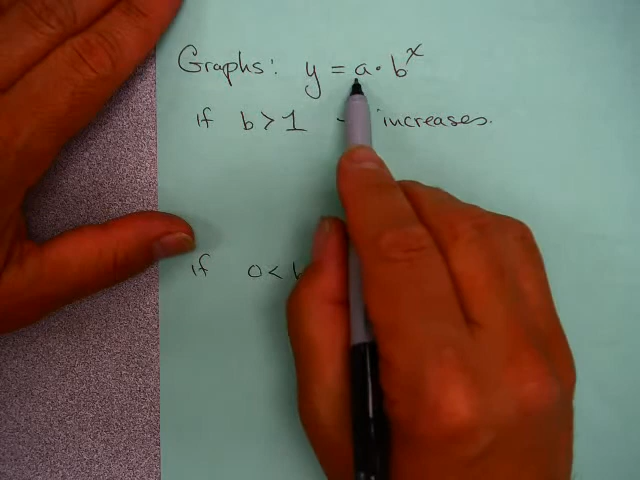 Graphs: y = a · b^x
if b > 1 → increases.
if 0 <